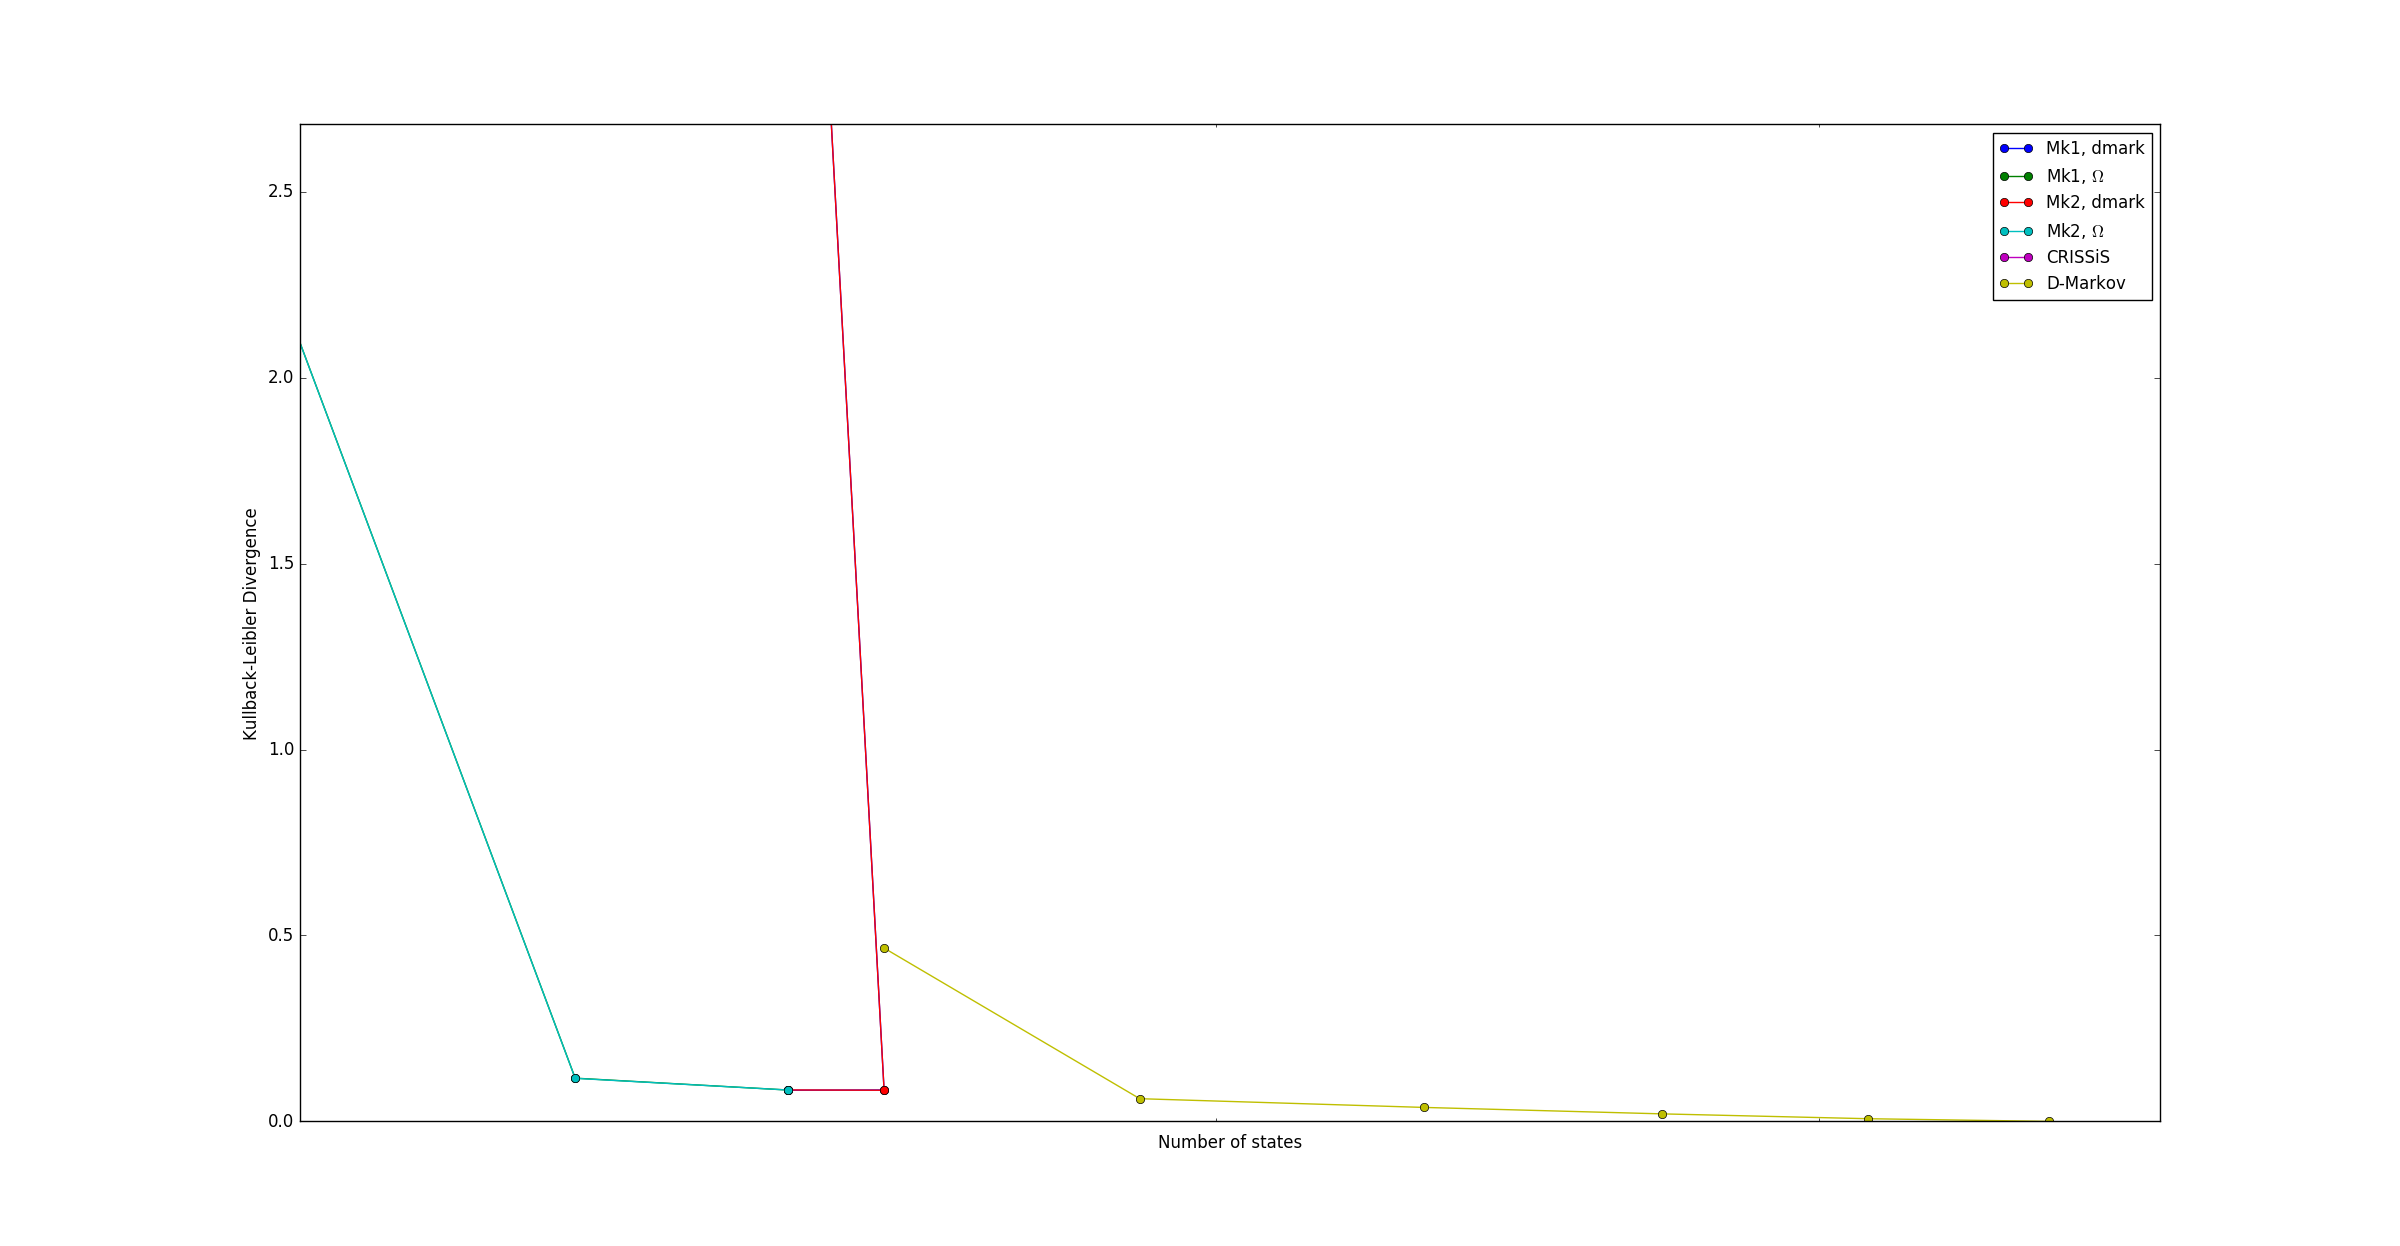 2.5
2.0
1.5
1.0
0.5
0.0
Kullback-Leibler Divergence
Number of states
Mk1, dmark
Mk1, Ω
Mk2, dmark
Mk2, Ω
CRISSiS
D-Markov